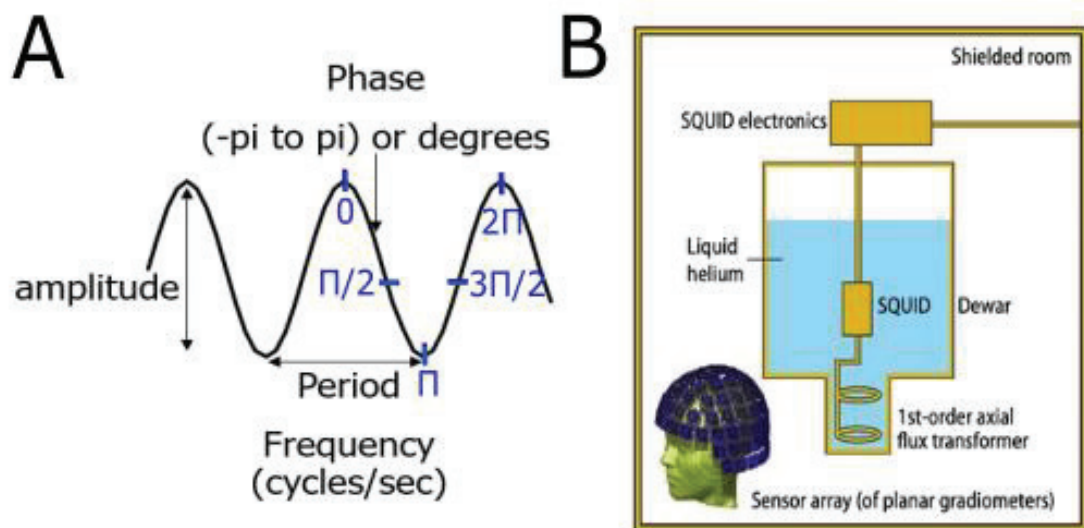 A
Phase
(-pi to pi) or degrees
0
2Π
amplitude
Π/2
3Π/2
Period
Π
Frequency
(cycles/sec)
B
Shielded room
SQUID electronics
Liquid
helium
SQUID
Dewar
1st-order axial
flux transformer
Sensor array (of planar gradiometers)